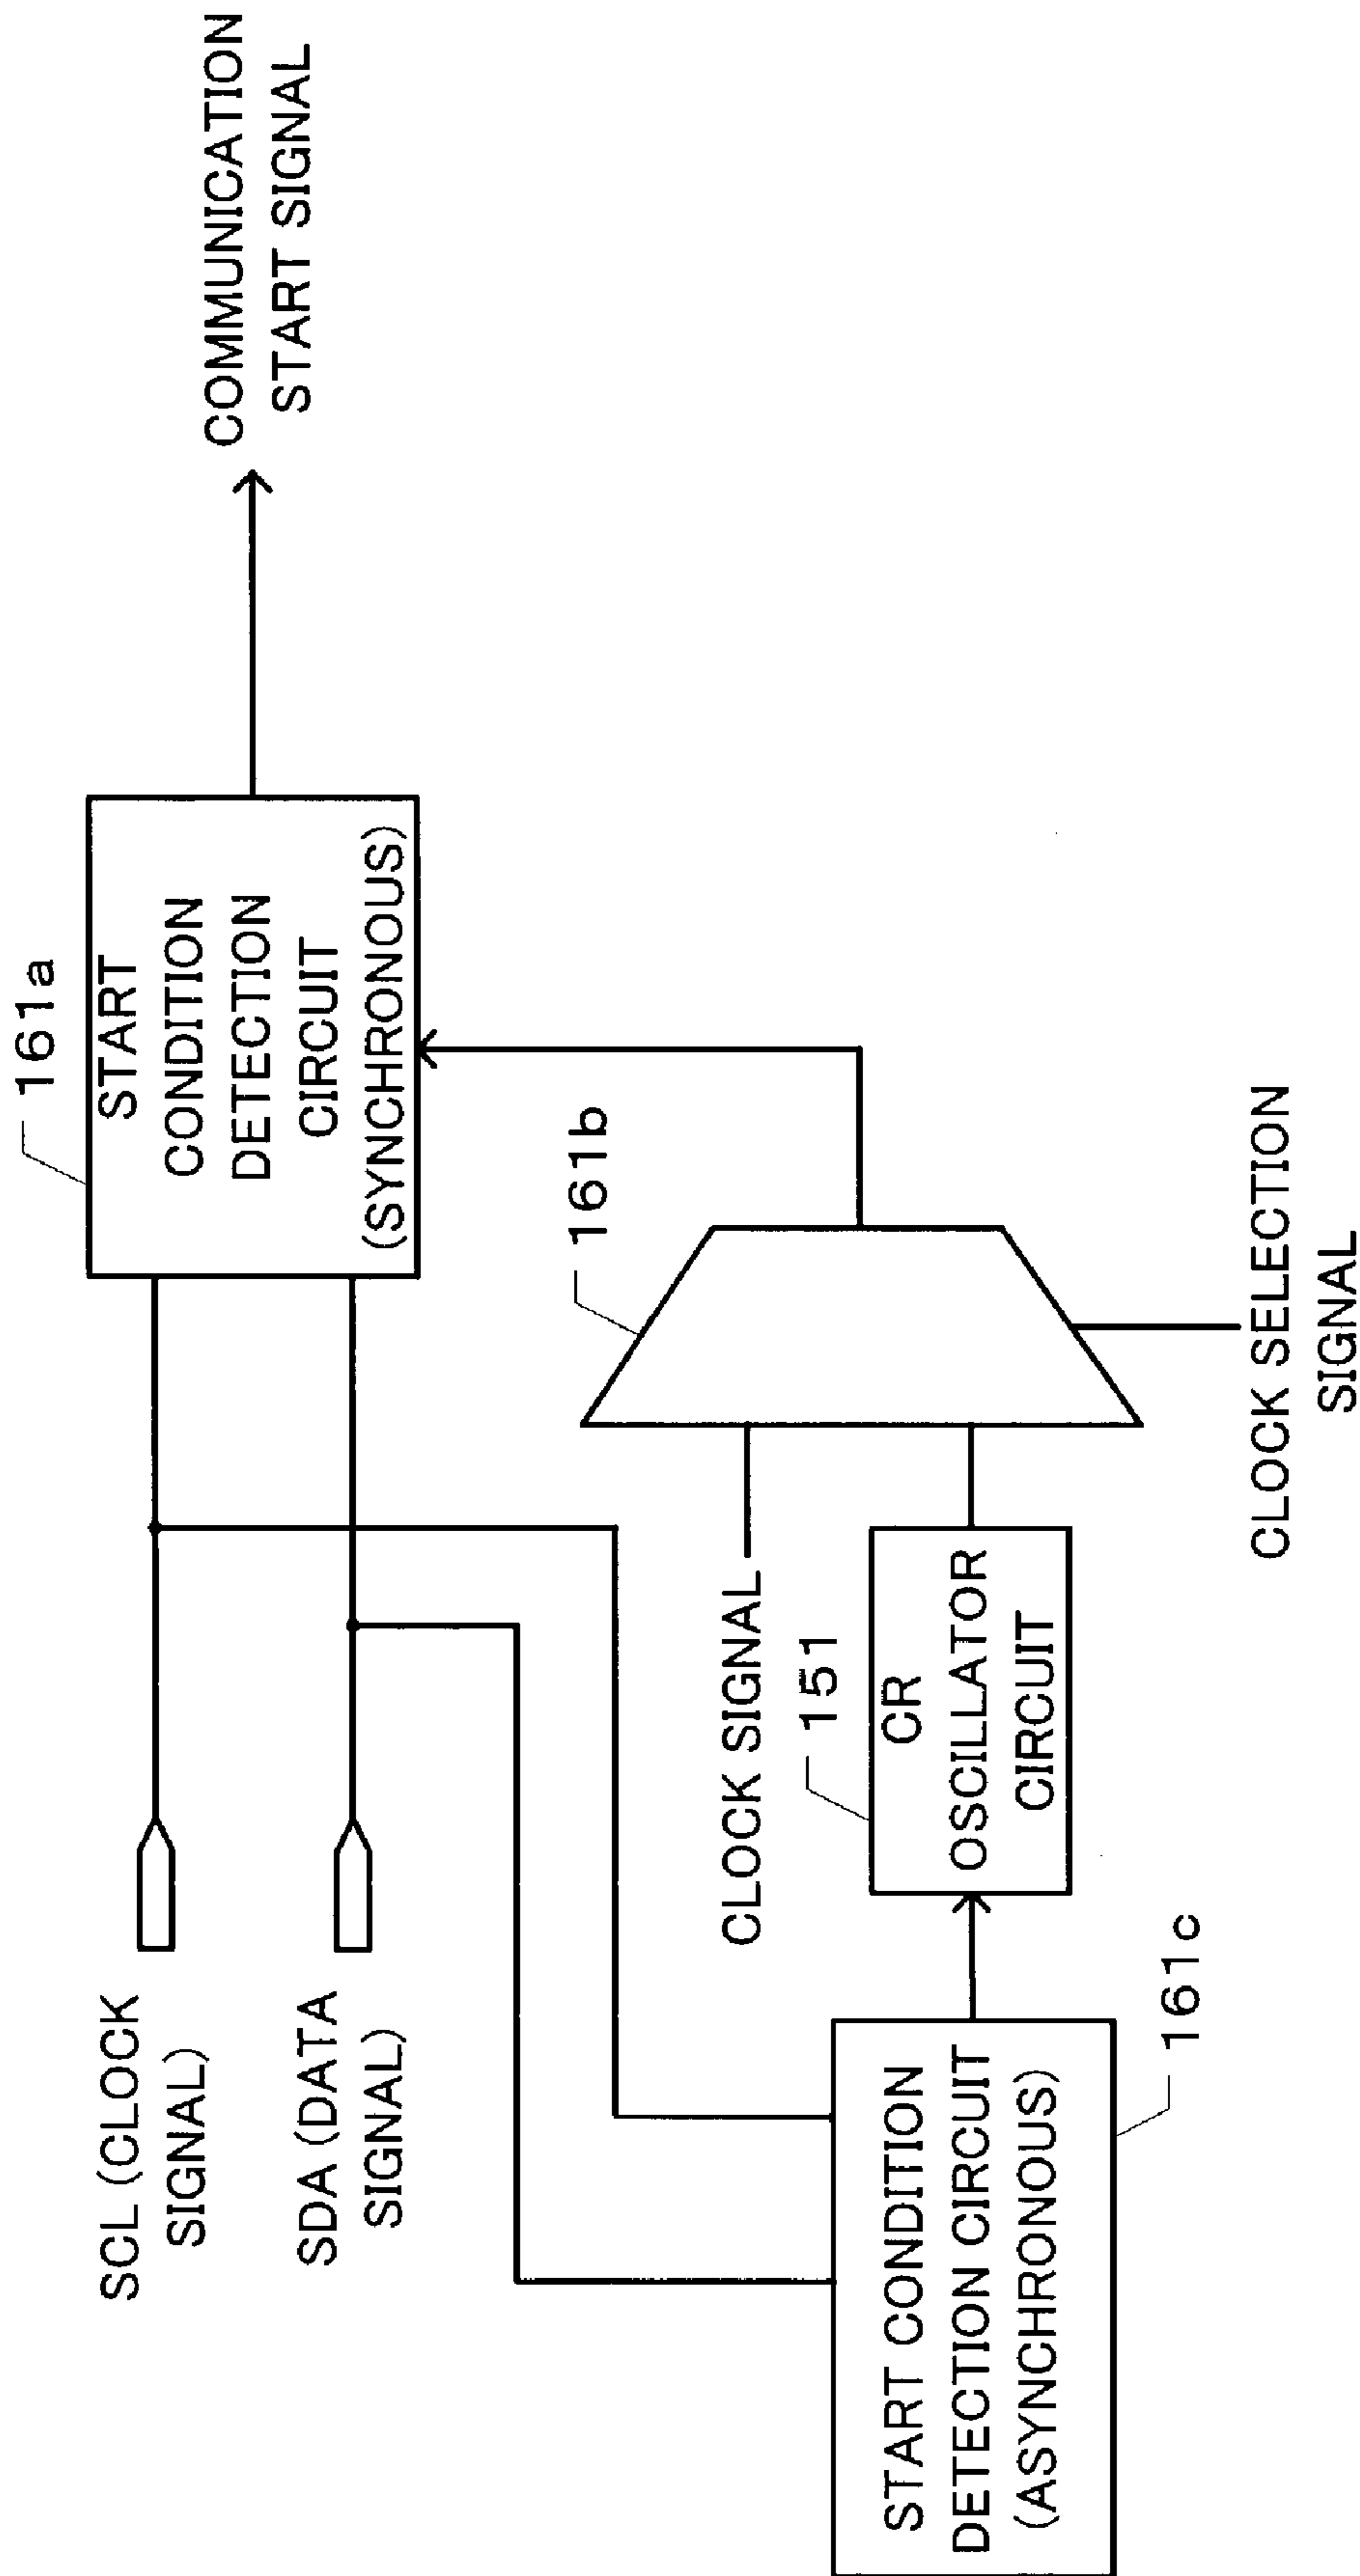 COMMUNICATION
START SIGNAL
161a
START
CONDITION
DETECTION
CIRCUIT
(SYNCHRONOUS)
SCL (CLOCK
SIGNAL)
SDA (DATA
SIGNAL)
161b
CLOCK SIGNAL
151
CR
OSCILLATOR
CIRCUIT
START CONDITION
DETECTION CIRCUIT
(ASYNCHRONOUS)
161c
CLOCK SELECTION
SIGNAL